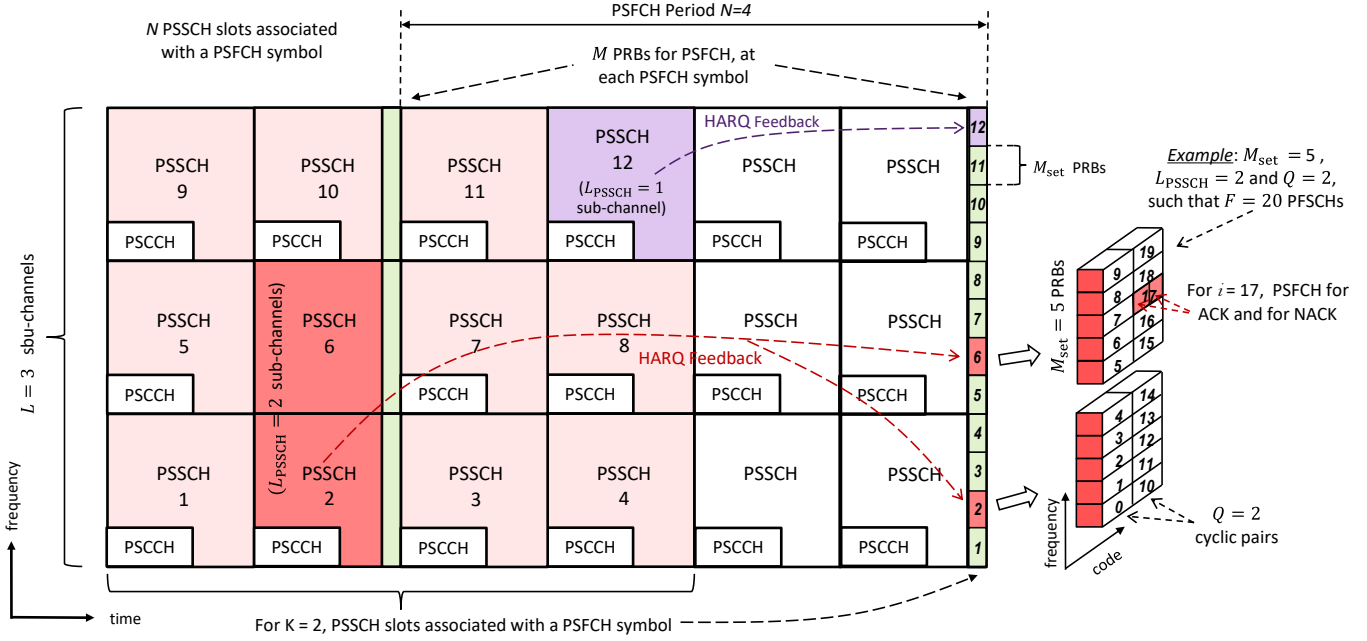 PSFCH Period N=4
N PSSCH slots associated
with a PSFCH symbol
M PRBs for PSFCH, at
each PSFCH symbol
HARQ Feedback
PSSCH
9
PSCCH
PSSCH
10
PSCCH
PSSCH
11
PSCCH
PSSCH
12
(L_PSSCH = 1
sub-channel)
PSCCH
PSSCH
PSCCH
PSSCH
PSCCH
12
11
10
9
M_set PRBs
PSSCH
5
PSCCH
PSSCH
6
PSSCH
7
PSCCH
PSSCH
8
PSCCH
PSSCH
PSCCH
PSSCH
PSCCH
HARQ Feedback
8
7
6
5
(L_PSSCH = 2 sub-channels)
PSSCH
1
PSCCH
PSSCH
2
PSCCH
PSSCH
3
PSCCH
PSSCH
4
PSCCH
PSSCH
PSCCH
PSSCH
PSCCH
4
3
2
1
L = 3 sbu-channels
frequency
time
For K = 2, PSSCH slots associated with a PSFCH symbol
Example: M_set = 5 ,
L_PSSCH = 2 and Q = 2,
such that F = 20 PFSCHs
M_set = 5 PRBs
9
8
7
6
5
19
18
17
16
15
For i = 17, PSFCH for
ACK and for NACK
4
3
2
1
0
14
13
12
11
10
Q = 2
cyclic pairs
frequency
code